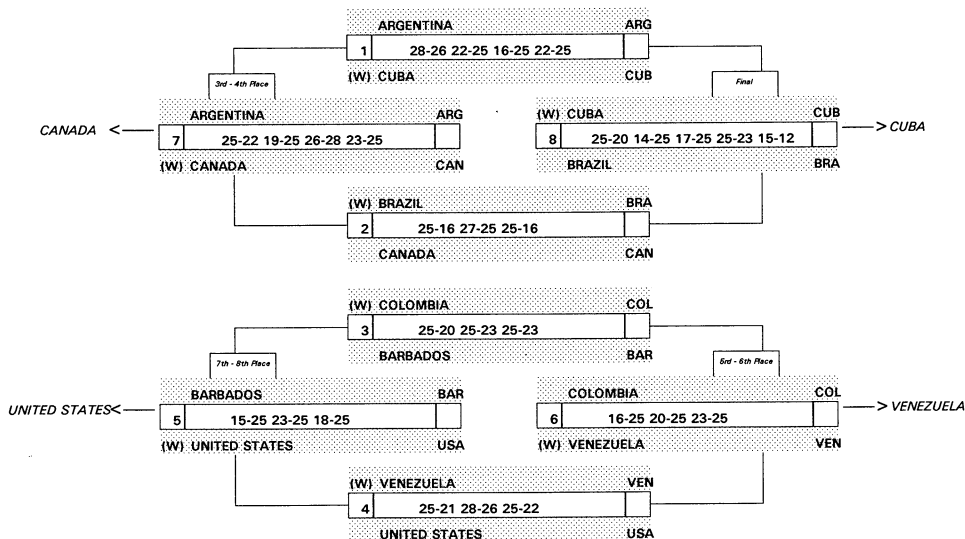 ARGENTINA ARG
1 28-26 22-25 16-25 22-25
(W) CUBA CUB
3rd - 4th Place
Final
ARGENTINA ARG
CANADA < 7 25-22 19-25 26-28 23-25
(W) CANADA CAN
(W) CUBA CUB
8 25-20 14-25 17-25 25-23 15-12 > CUBA
BRAZIL BRA
(W) BRAZIL BRA
2 25-16 27-25 25-16
CANADA CAN
(W) COLOMBIA COL
3 25-20 25-23 25-23
BARBADOS BAR
7th - 8th Place
5rd - 6th Place
BARBADOS BAR
UNITED STATES < 5 15-25 23-25 18-25
(W) UNITED STATES USA
COLOMBIA COL
6 16-25 20-25 23-25 > VENEZUELA
(W) VENEZUELA VEN
(W) VENEZUELA VEN
4 25-21 28-26 25-22
UNITED STATES USA